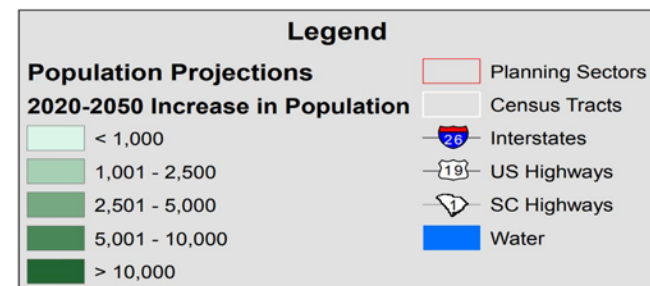 Legend
Population Projections
2020-2050 Increase in Population
< 1,000
1,001 - 2,500
2,501 - 5,000
5,001 - 10,000
> 10,000
Planning Sectors
Census Tracts
26 Interstates
19 US Highways
1 SC Highways
Water